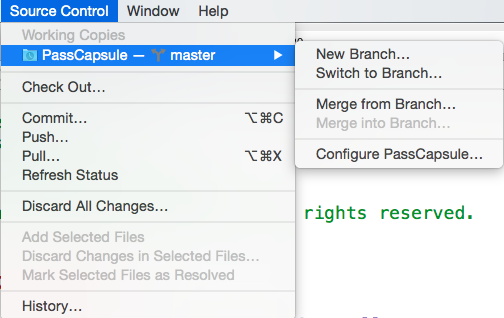 Source Control Window Help
Working Copies
PassCapsule — master
Check Out...
Commit... ⌥⌘C
Push...
Pull... ⌥⌘X
Refresh Status
Discard All Changes...
Add Selected Files
Discard Changes in Selected Files...
Mark Selected Files as Resolved
History...
New Branch...
Switch to Branch...
Merge from Branch...
Merge into Branch...
Configure PassCapsule...
rights reserved.